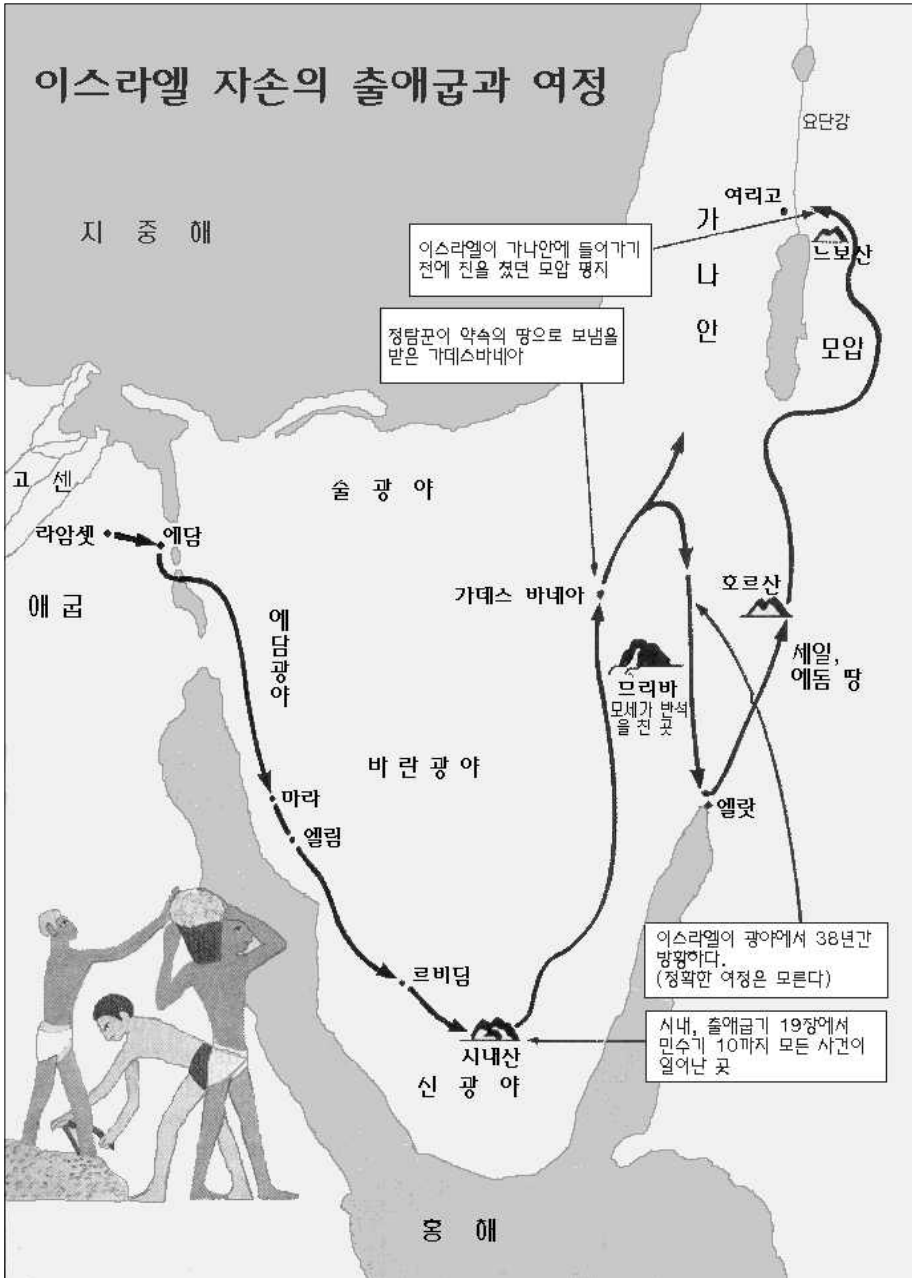 이스라엘 자손의 출애굽과 여정
요단강
지 중 해
여리고
가
나
안
이스라엘이 가나안에 들어가기
전에 진을 쳤던 모압 평지
느보산
정탐꾼이 약속의 땅으로 보냄을
받은 가데스바네아
모압
고 센
술 광 야
라암셋
에담
애 굽
가데스 바네아
호르산
에
담
광
야
세일,
에돔 땅
므리바
모세가 반석
을 친 곳
바 란 광 야
마라
엘랏
엘림
이스라엘이 광야에서 38년간
방황하다.
(정확한 여정은 모른다)
르비딤
시내, 출애굽기 19장에서
민수기 10까지 모든 사건이
일어난 곳
시내산
신 광 야
홍 해